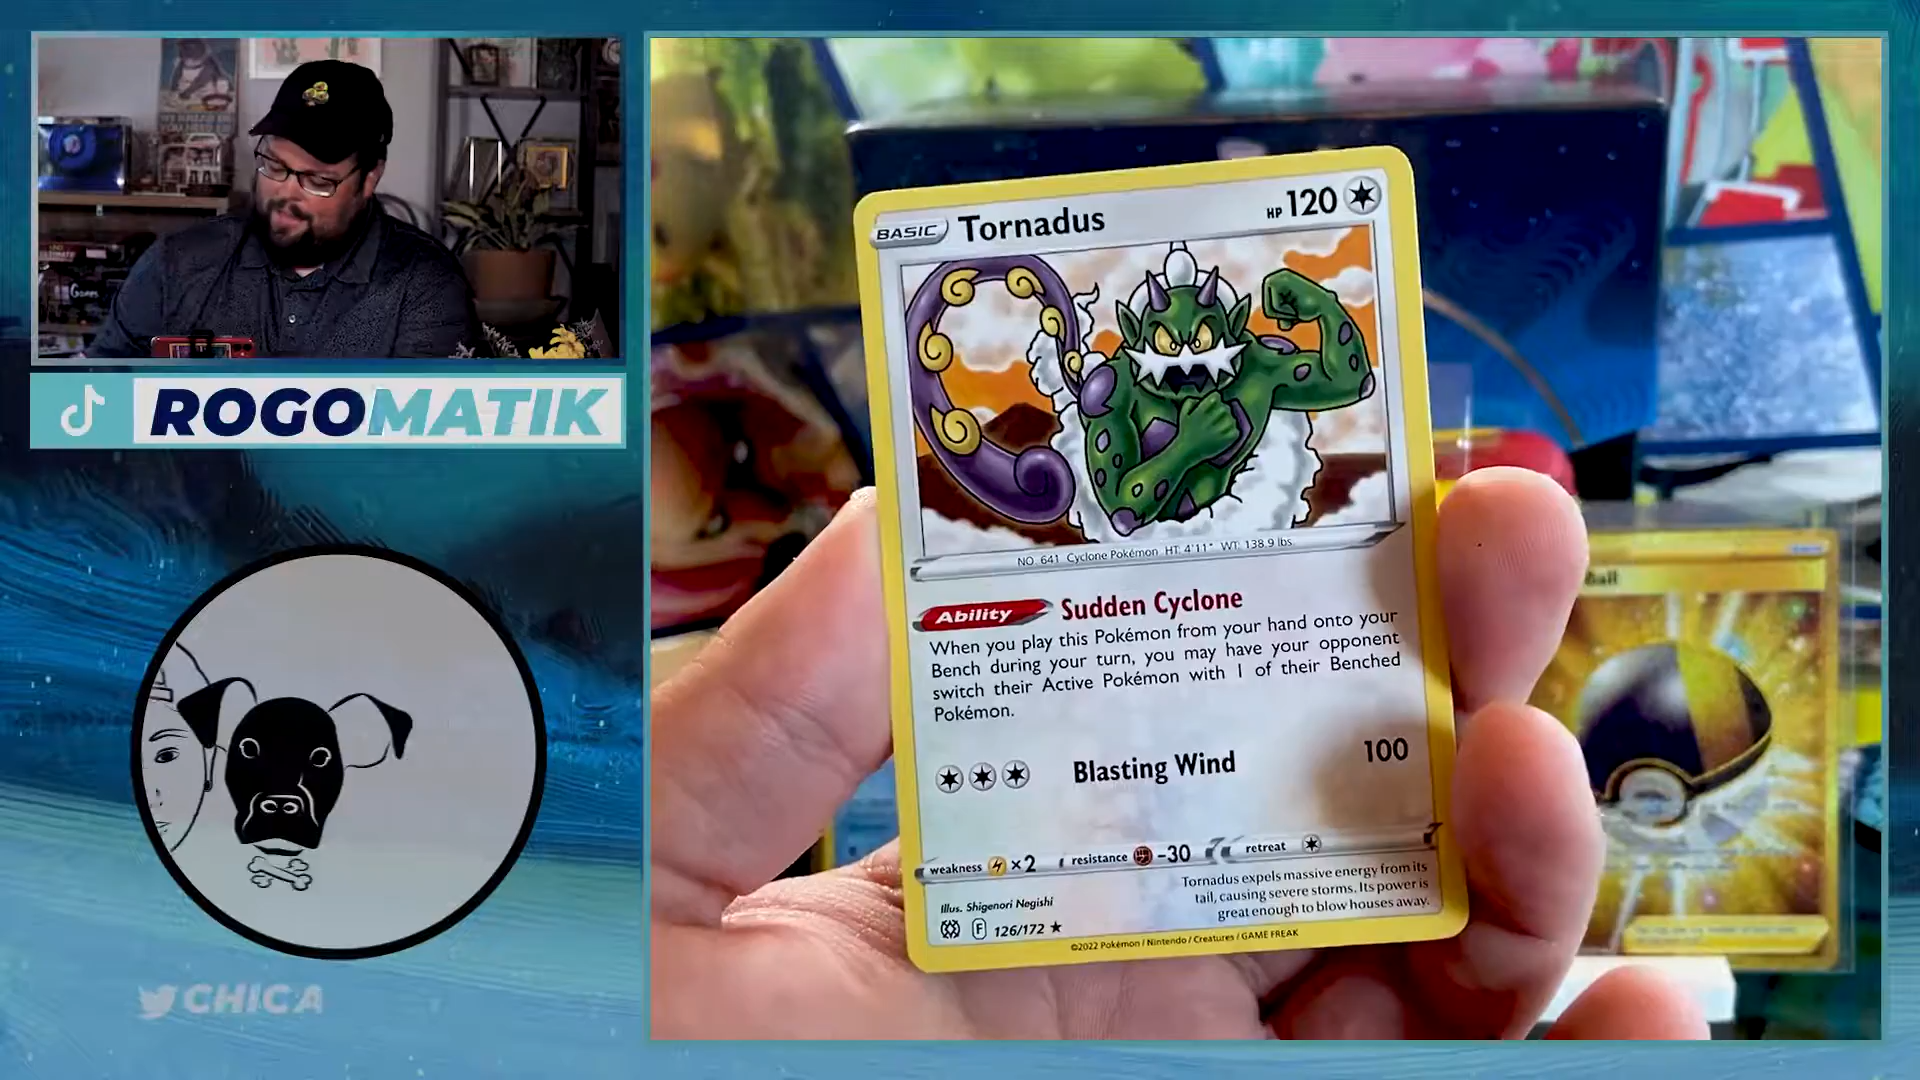 ROGOMATIK
CHICA
BASIC Tornadus HP 120
NO. 641 Cyclone Pokémon HT: 4'11" WT: 138.9 lbs.
Ability Sudden Cyclone
When you play this Pokémon from your hand onto your
Bench during your turn, you may have your opponent
switch their Active Pokémon with 1 of their Benched
Pokémon.
Blasting Wind 100
weakness ×2 resistance -30 retreat
Tornadus expels massive energy from its
tail, causing severe storms. Its power is
great enough to blow houses away.
Illus. Shigenori Negishi
F 126/172 ★
©2022 Pokémon / Nintendo / Creatures / GAME FREAK
Ball